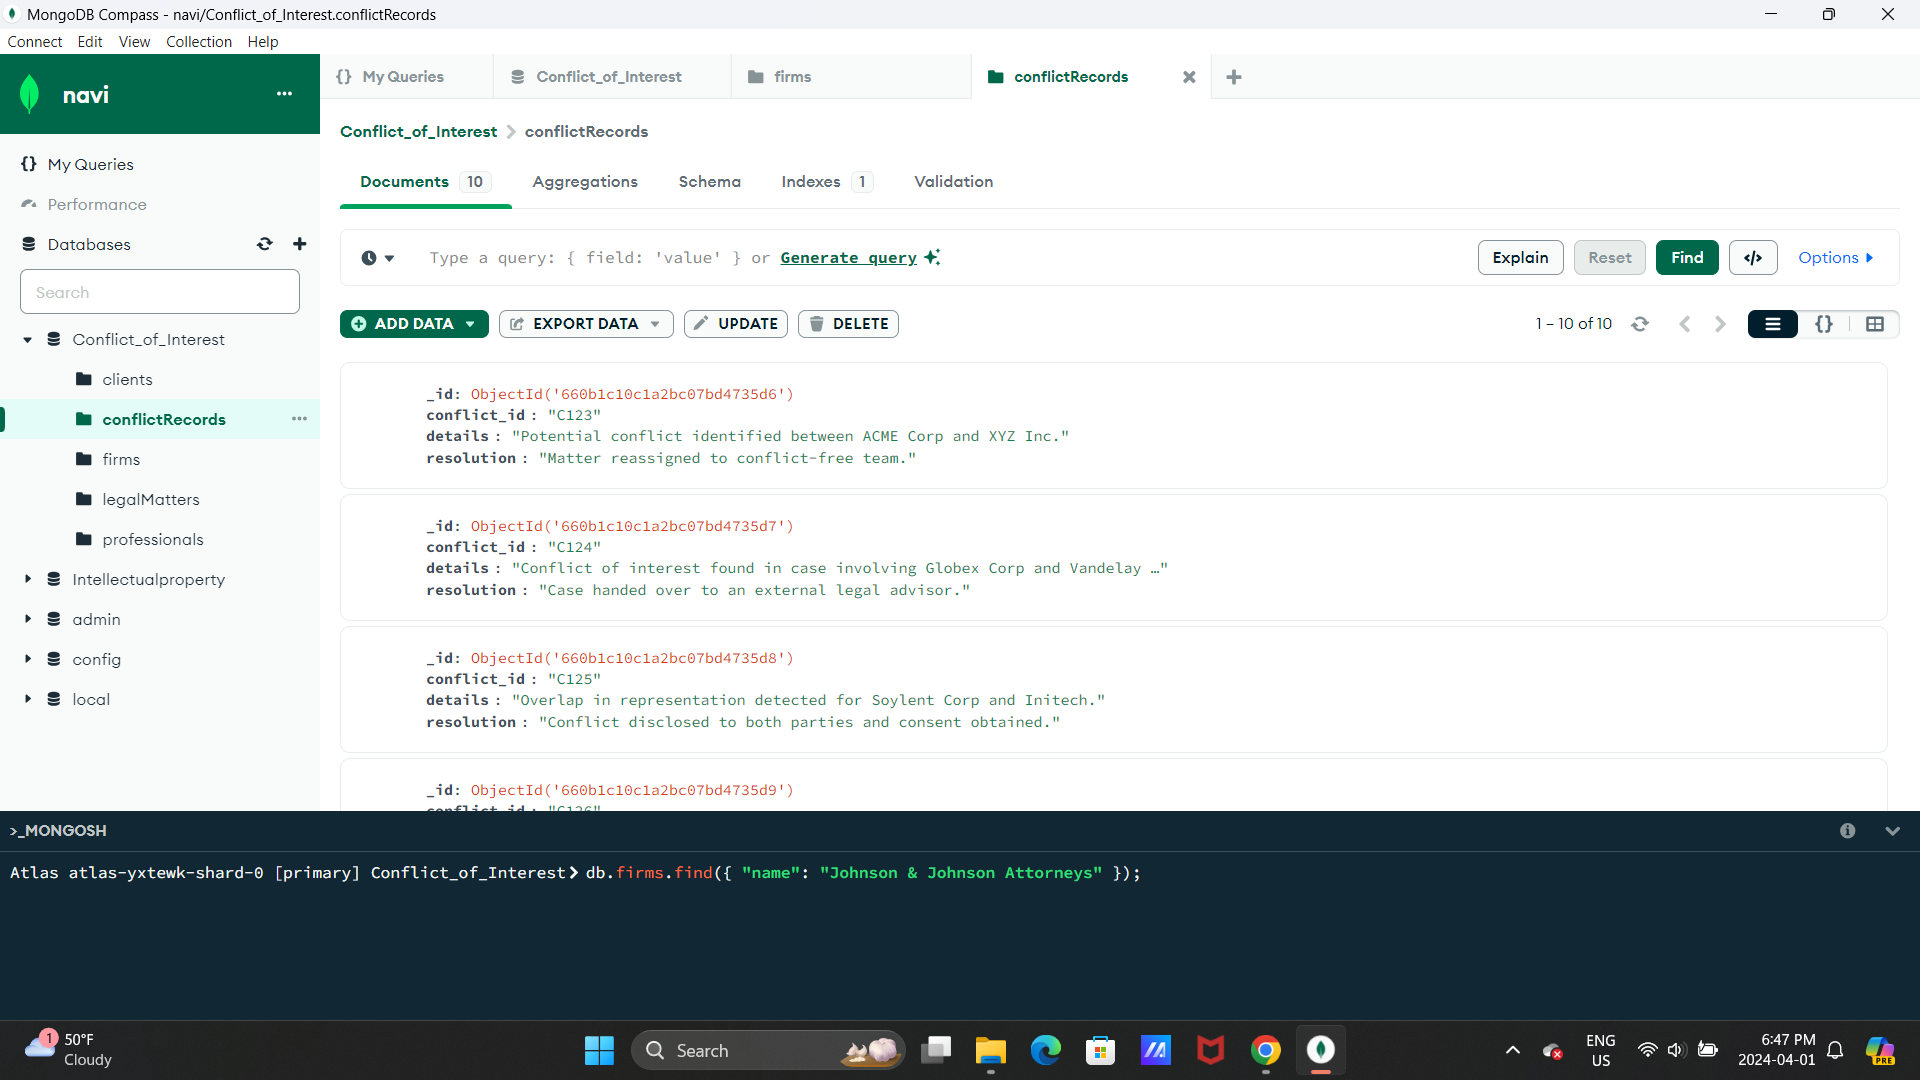 MongoDB Compass - navi/Conflict_of_Interest.conflictRecords
Connect Edit View Collection Help
navi
My Queries
Conflict_of_Interest
firms
conflictRecords
Conflict_of_Interest > conflictRecords
My Queries
Performance
Databases
Search
Conflict_of_Interest
clients
conflictRecords
firms
legalMatters
professionals
Intellectualproperty
admin
config
local
Documents 10
Aggregations
Schema
Indexes 1
Validation
Type a query: { field: 'value' } or Generate query
Explain
Reset
Find
</>
Options
ADD DATA
EXPORT DATA
UPDATE
DELETE
1 – 10 of 10
{}
_id: ObjectId('660b1c10c1a2bc07bd4735d6')
conflict_id : "C123"
details : "Potential conflict identified between ACME Corp and XYZ Inc."
resolution : "Matter reassigned to conflict-free team."
_id: ObjectId('660b1c10c1a2bc07bd4735d7')
conflict_id : "C124"
details : "Conflict of interest found in case involving Globex Corp and Vandelay …"
resolution : "Case handed over to an external legal advisor."
_id: ObjectId('660b1c10c1a2bc07bd4735d8')
conflict_id : "C125"
details : "Overlap in representation detected for Soylent Corp and Initech."
resolution : "Conflict disclosed to both parties and consent obtained."
_id: ObjectId('660b1c10c1a2bc07bd4735d9')
conflict_id : "C126"
>_MONGOSH
Atlas atlas-yxtewk-shard-0 [primary] Conflict_of_Interest> db.firms.find({ "name": "Johnson & Johnson Attorneys" });
1
50°F
Cloudy
Search
ENG
US
6:47 PM
2024-04-01
PRE